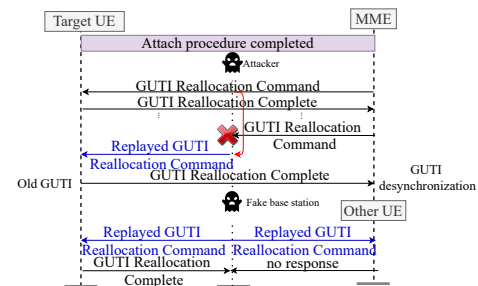 Target UE
MME
Attach procedure completed
Attacker
GUTI Reallocation Command
GUTI Reallocation Complete
GUTI Reallocation
Command
Replayed GUTI
Reallocation Command
GUTI Reallocation Complete
Old GUTI
GUTI
desynchronization
Fake base station
Other UE
Replayed GUTI
Reallocation Command
Replayed GUTI
Reallocation Command
GUTI Reallocation
Complete
no response